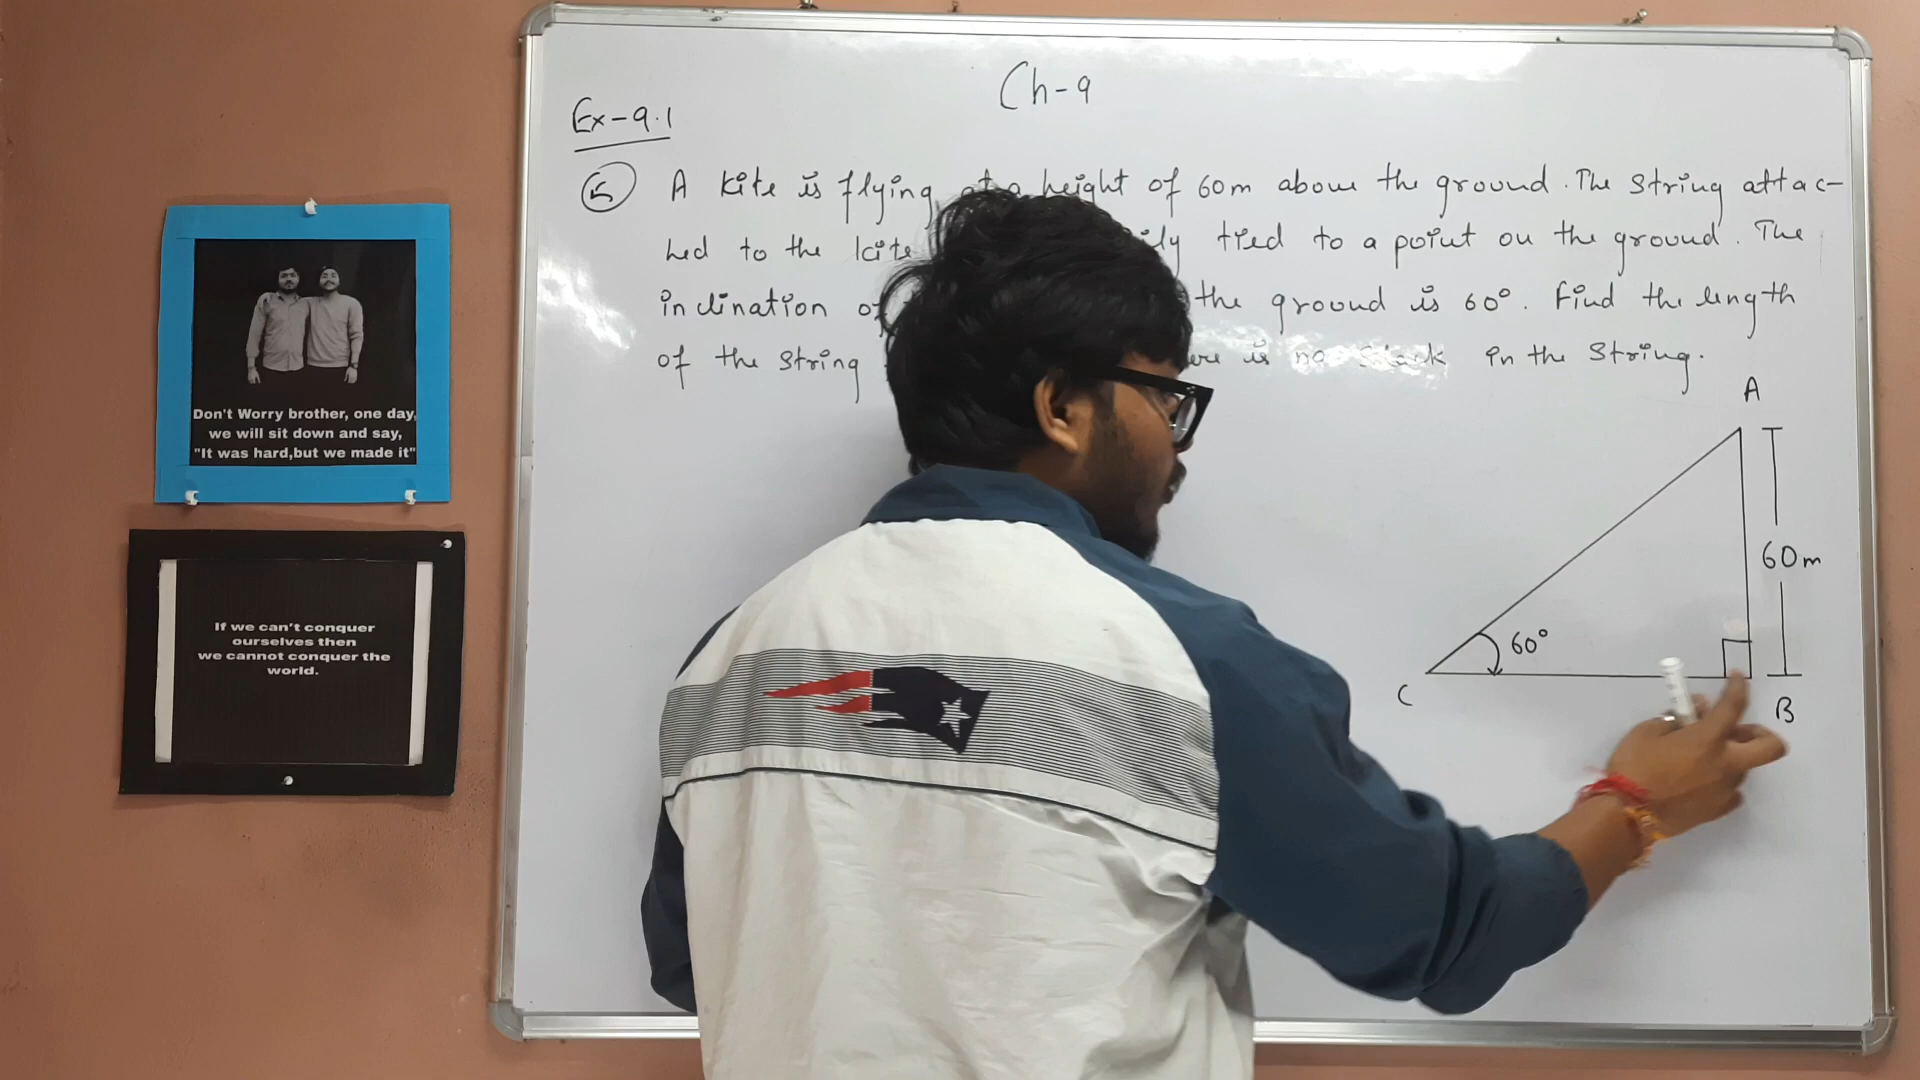 Ch-9
Ex-9.1
5 A kite is flying at a height of 60m above the ground. The string attac-
hed to the kite tied to a point on the ground. The
inclination of the ground is 60°. Find the length
of the string is no slack in the string.
A
60m
60°
C
B
Don't Worry brother, one day,
we will sit down and say,
"It was hard,but we made it"
If we can't conquer
ourselves then
we cannot conquer the
world.